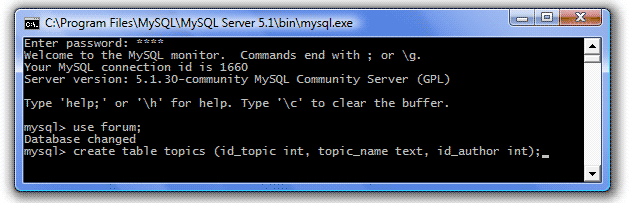 C:\Program Files\MySQL\MySQL Server 5.1\bin\mysql.exe
Enter password: ****
Welcome to the MySQL monitor.  Commands end with ; or \g.
Your MySQL connection id is 1660
Server version: 5.1.30-community MySQL Community Server (GPL)
Type 'help;' or '\h' for help. Type '\c' to clear the buffer.
mysql> use forum;
Database changed
mysql> create table topics (id_topic int, topic_name text, id_author int);